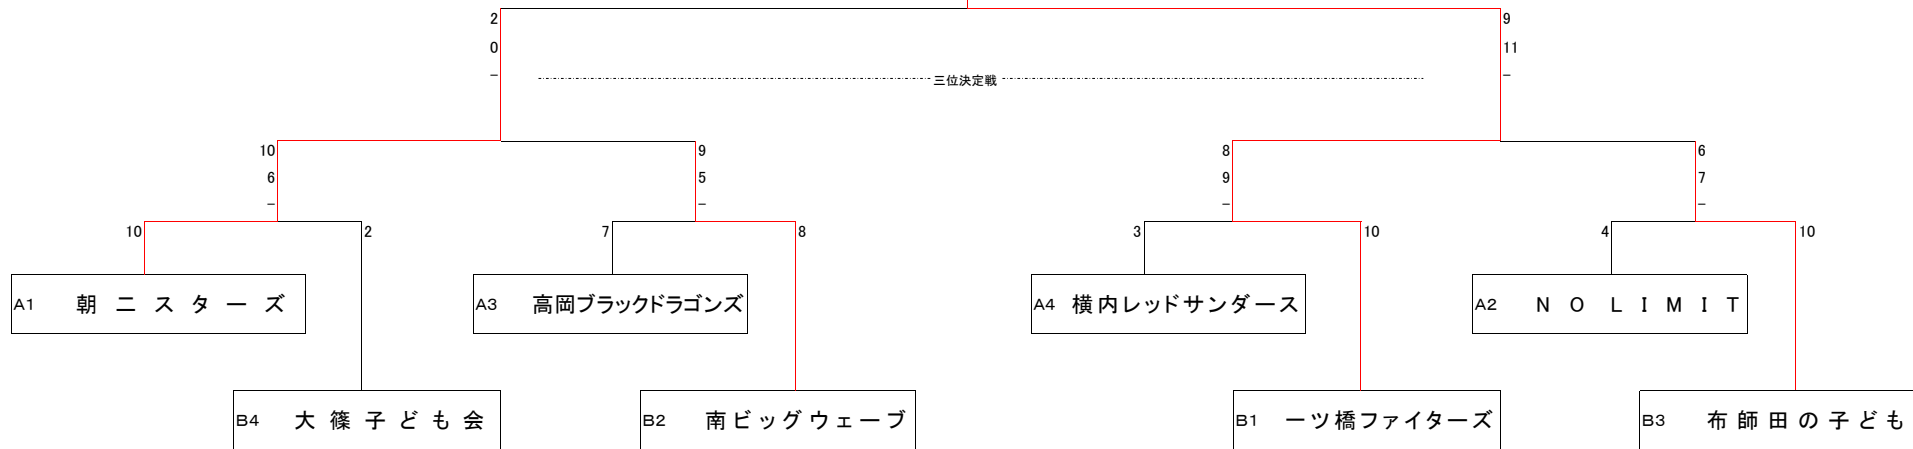 2 9
0 11
- -
三位決定戦
10 9 8 6
6 5 9 7
- - - -
10 2 7 8 3 10 4 10
A1 朝ニスターズ A3 高岡ブラックドラゴンズ A4 横内レッドサンダース A2 NO LIMIT
B4 大篠子ども会 B2 南ビッグウェーブ B1 一ツ橋ファイターズ B3 布師田の子ども